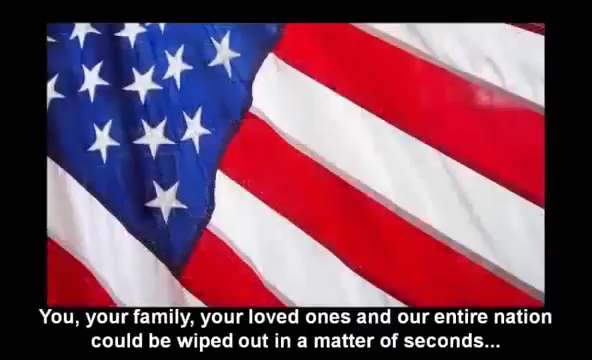 You, your family, your loved ones and our entire nation
could be wiped out in a matter of seconds...